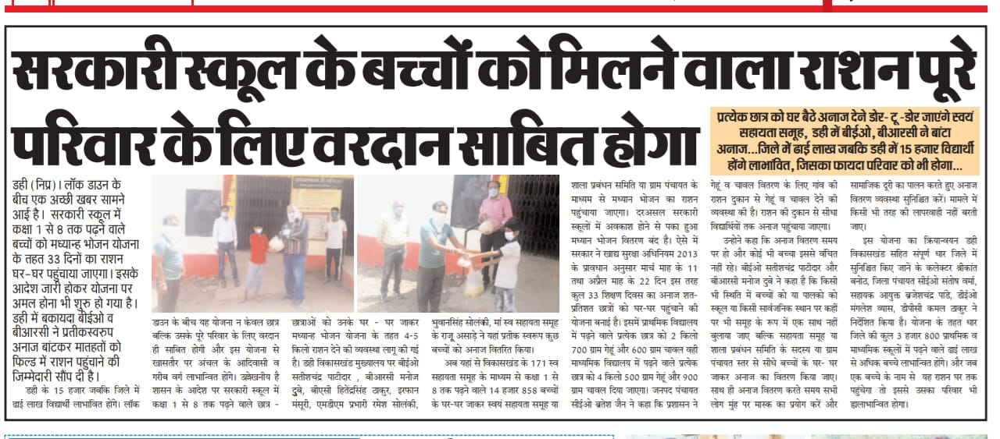 सरकारी स्कूल के बच्चों को मिलने वाला राशन पूरे
परिवार के लिए वरदान साबित होगा
प्रत्येक छात्र को घर बैठे अनाज देने डोर- टू -डोर जाएंगे स्वयं
सहायता समूह, डही में बीईओ, बीआरसी ने बांटा
अनाज...जिले में ढाई लाख जबकि डही में 15 हजार विद्यार्थी
होंगे लाभांवित, जिसका फायदा परिवार को भी होगा...
डही (निप्र)। लॉक डाउन के
बीच एक अच्छी खबर सामने
आई है। सरकारी स्कूल में
कक्षा 1 से 8 तक पढ़ने वाले
बच्चों को मध्यान्ह भोजन योजना
के तहत 33 दिनों का राशन
घर-घर पहुंचाया जाएगा। इसके
आदेश जारी होकर योजना पर
अमल होना भी शुरु हो गया है।
डही में बकायदा बीईओ व
बीआरसी ने प्रतीकस्वरुप
अनाज बांटकर मातहतों को
फिल्ड में राशन पहुंचाने की
जिम्मेदारी सौंप दी है।
डही के 15 हजार जबकि जिले में
ढाई लाख विद्यार्थी लाभांवित होंगे। लॉक
डाउन के बीच यह योजना न केवल छात्र
बल्कि उसके पूरे परिवार के लिए वरदान
ही साबित होगी और इस योजना से
खासतौर पर अंचल के आदिवासी व
गरीब वर्ग लाभान्वित होंगे। उल्लेखनीय है
शासन के आदेश पर सरकारी स्कूल में
कक्षा 1 से 8 तक पढ़ने वाले छात्र -
छात्राओं को उनके घर - घर जाकर
मध्यान्ह भोजन योजना के तहत 4-5
किलो राशन देने की व्यवस्था लागू की गई
है। डही विकासखंड मुख्यालय पर बीईओ
सतीशचंद्र पाटीदार , बीआरसी मनोज
दुबे, बीएसी हितेंद्रसिंह ठाकुर, इरफान
मंसूरी, एमडीएम प्रभारी रमेश सोलंकी,
भुवानसिंह सोलंकी, मां स्व सहायता समूह
के राजू असाड़े ने यहां प्रतीक स्वरूप कुछ
बच्चों को अनाज वितरित किया।
अब यहां से विकासखंड के 171 स्व
सहायता समूह के माध्यम से कक्षा 1 से
8 तक पढ़ने वाले 14 हजार 858 बच्चों
के घर-घर जाकर स्वयं सहायता समूह या
शाला प्रबंधन समिति या ग्राम पंचायत के
माध्यम से मध्यान भोजन का राशन
पहुंचाया जाएगा। दरअसल सरकारी
स्कूलों में अवकाश होने से पका हुआ
मध्यान भोजन वितरण बंद है। ऐसे में
सरकार ने खाद्य सुरक्षा अधिनियम 2013
के प्रावधान अनुसार मार्च माह के 11
तथा अप्रैल माह के 22 दिन इस तरह
कुल 33 शिक्षण दिवस का अनाज शत-
प्रतिशत छात्रों को घर-घर पहुंचाने की
योजना बनाई है। इसमें प्राथमिक विद्यालय
में पढ़ने वाले प्रत्येक छात्र को 2 किलो
700 ग्राम गेहूं और 600 ग्राम चावल वही
माध्यमिक विद्यालय में पढ़ने वाले प्रत्येक
छात्र को 4 किलो 500 ग्राम गेहूं और 900
ग्राम चावल दिया जाएगा। जनपद पंचायत
सीईओ ब्रतेश जैन ने कहा कि प्रशासन ने
गेहूं व चावल वितरण के लिए गांव की
राशन दुकान से गेहूं व चावल देने की
व्यवस्था की है। राशन की दुकान से सीधा
विद्यार्थियों तक अनाज पहुंचाया जाएगा।
उन्होंने कहा कि अनाज वितरण समय
पर हो और कोई भी बच्चा इससे वंचित
नहीं रहे। बीईओ सतीशचंद्र पाटीदार और
बीआरसी मनोज दुबे ने कहा है कि किसी
भी स्थिति में बच्चों को या पालको को
स्कूल या किसी सार्वजनिक स्थान पर कहीं
पर भी समूह के रूप में एक साथ नहीं
बुलाया जाए बल्कि सहायता समूह या
शाला प्रबंधन समिति के सदस्य या ग्राम
पंचायत स्तर से सीधे बच्चों के घर- घर
जाकर अनाज का वितरण किया जाए।
साथ ही अनाज वितरण करते समय सभी
लोग मुंह पर मास्क का प्रयोग करें और
सामाजिक दूरी का पालन करते हुए अनाज
वितरण व्यवस्था सुनिश्चित करें। मामले में
किसी भी तरह की लापरवाही नहीं बरती
जाए।
इस योजना का क्रियान्वयन डही
विकासखंड सहित संपूर्ण धार जिले में
सुनिश्चित किए जाने के कलेक्टर श्रीकांत
बनोठ, जिला पंचायत सीईओ संतोष वर्मा,
सहायक आयुक्त ब्रजेशचंद्र पांडे, डीईओ
मंगलेश व्यास, डीपीसी कमल ठाकुर ने
निर्देशित किया है। योजना के तहत धार
जिले की कुल 3 हजार 800 प्राथमिक व
माध्यमिक स्कूलों में पढ़ने वाले ढाई लाख
से अधिक बच्चे लाभान्वित होंगे। और जब
एक बच्चे के नाम से यह राशन घर तक
पहुंचेगा तो इससे उसका परिवार भी
लाभान्वित होगा।